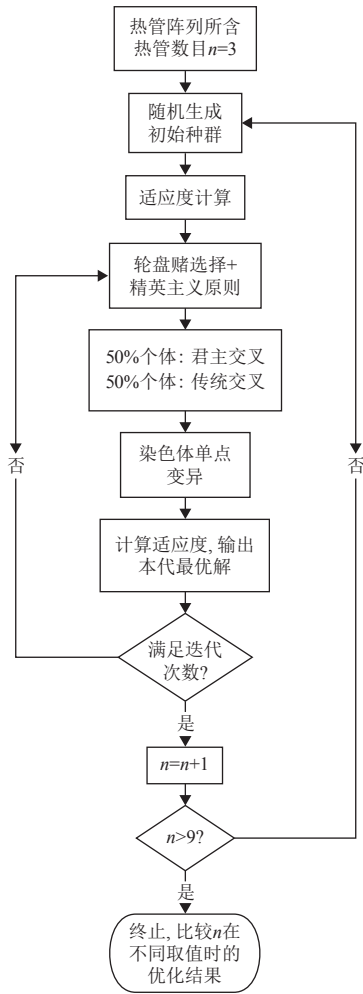 热管阵列所含
热管数目n=3
随机生成
初始种群
适应度计算
轮盘赌选择+
精英主义原则
50%个体: 君主交叉
50%个体: 传统交叉
染色体单点
变异
否
否
计算适应度, 输出
本代最优解
满足迭代
次数?
是
n=n+1
n>9?
是
终止, 比较n在
不同取值时的
优化结果